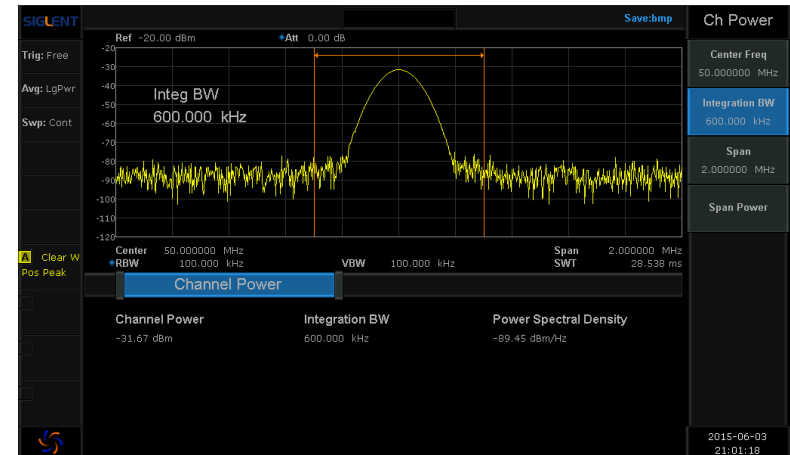 SIGLENT
Save:bmp
Ch Power
Ref -20.00 dBm
*Att 0.00 dB
Trig: Free
Avg: LgPwr
Swp: Cont
A Clear W
Pos Peak
-20
-30
-40
-50
-60
-70
-80
-90
-100
-110
-120
Integ BW
600.000 kHz
Center 50.000000 MHz
Span 2.000000 MHz
*RBW 100.000 kHz
VBW 100.000 kHz
SWT 28.538 ms
Channel Power
Channel Power
Integration BW
Power Spectral Density
-31.67 dBm
600.000 kHz
-89.45 dBm/Hz
Center Freq
50.000000 MHz
Integration BW
600.000 kHz
Span
2.000000 MHz
Span Power
2015-06-03
21:01:18